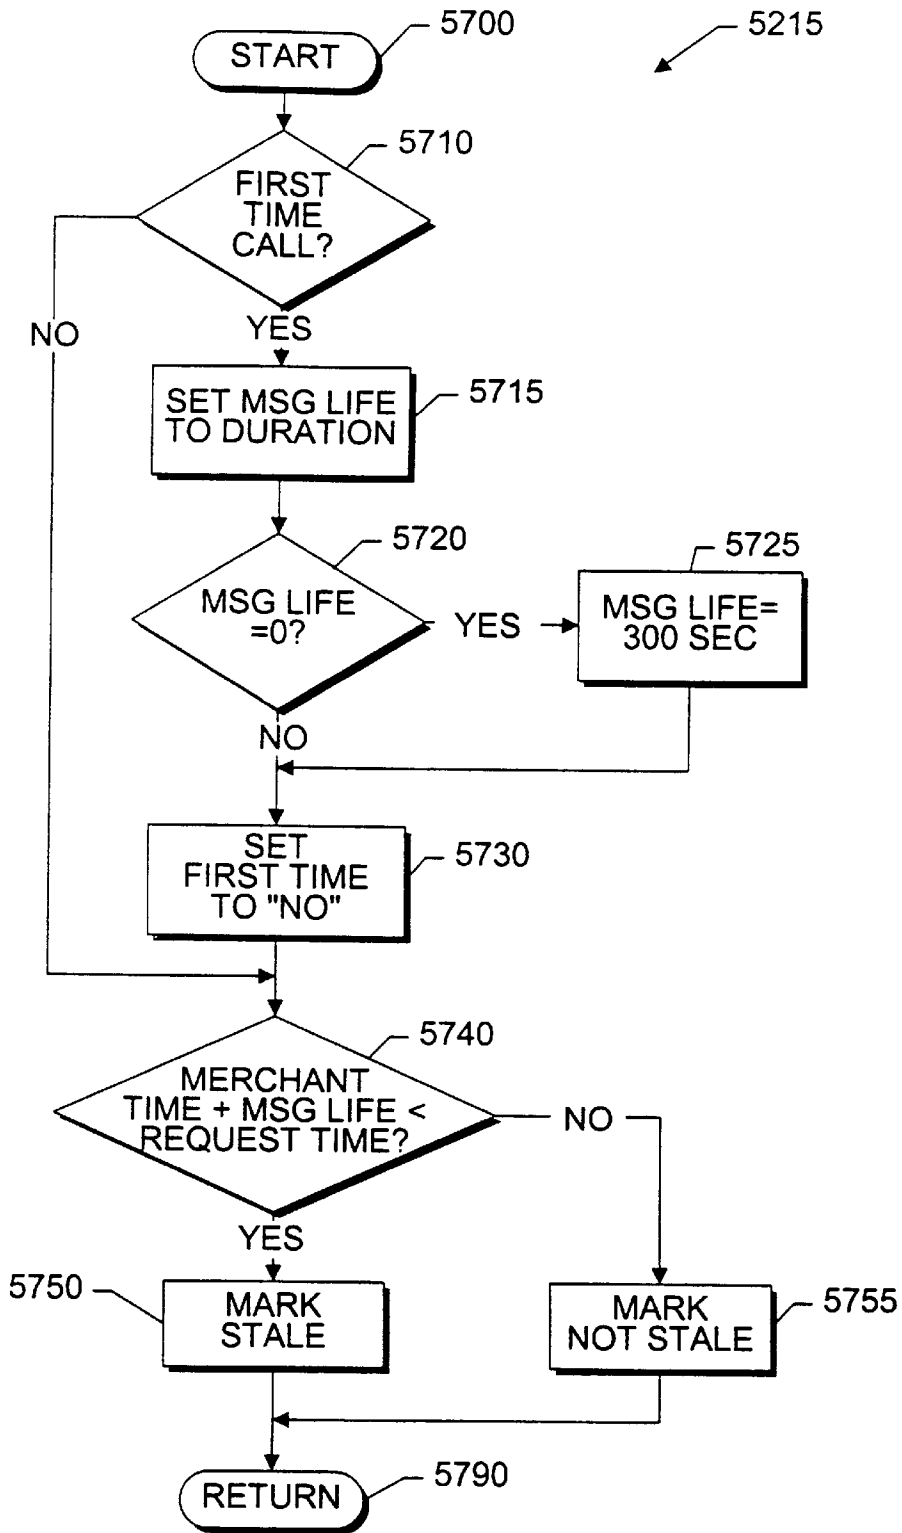 5700
5215
START
5710
FIRST
TIME
CALL?
NO
YES
5715
SET MSG LIFE
TO DURATION
5720
5725
MSG LIFE
=0?
YES
MSG LIFE=
300 SEC
NO
5730
SET
FIRST TIME
TO "NO"
5740
MERCHANT
TIME + MSG LIFE <
REQUEST TIME?
NO
YES
5750
MARK
STALE
5755
MARK
NOT STALE
5790
RETURN